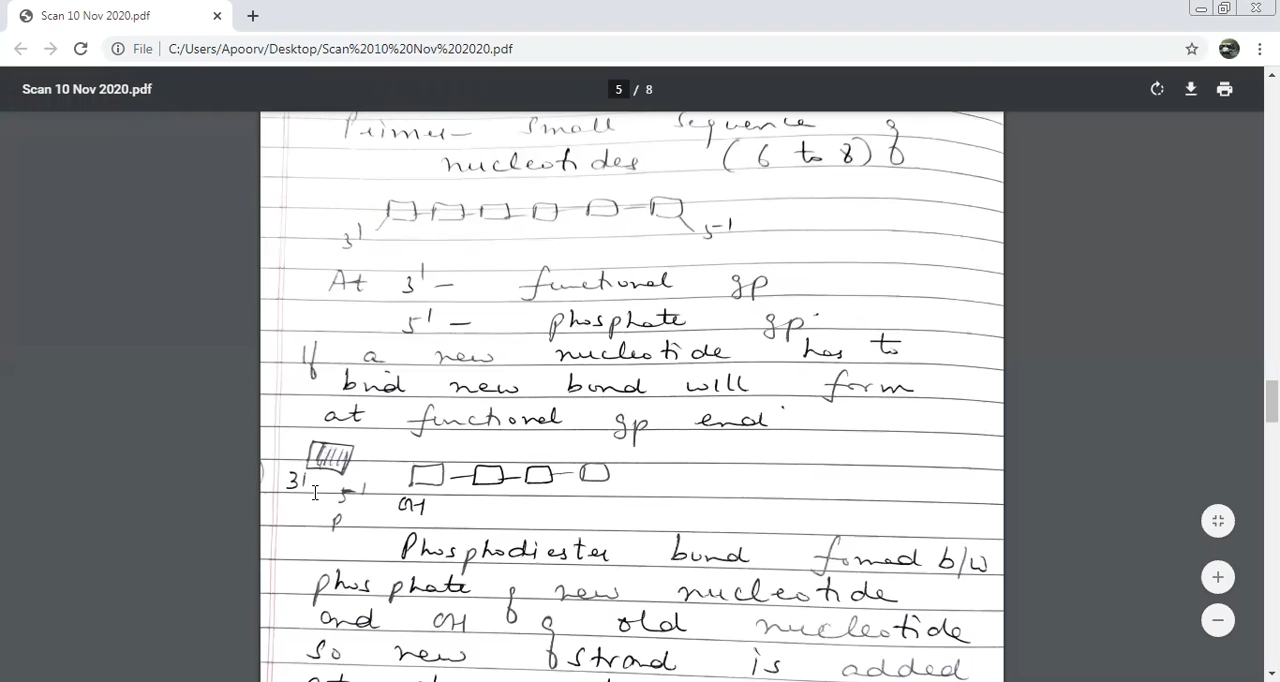 Scan 10 Nov 2020.pdf
File C:/Users/Apoorv/Desktop/Scan%2010%20Nov%202020.pdf
Scan 10 Nov 2020.pdf 5 / 8
Primer- small sequence of
nucleotides (6 to 8)
3' 5'
At 3' - functional gp
5' - phosphate gp.
If a new nucleotide has to
bind new bond will form
at functional gp end
3' 5'
OH
P
Phosphodiester bond fomed b/w
phosphate of new nucleotide
and OH of old nucleotide
so new strand is added